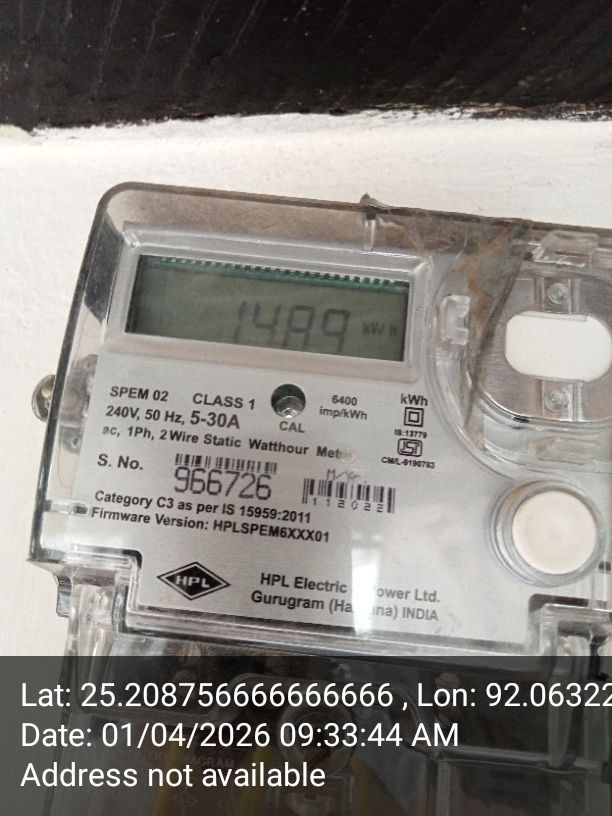 1489 kWh
SPEM 02 CLASS 1
240V, 50 Hz, 5-30A
CAL
6400
imp/kWh
kWh
IS:13779
CM/L-9190783
ac, 1Ph, 2 Wire Static Watthour
S. No.
966726
M/Yr.
112022
Category C3 as per IS 15959:2011
Firmware Version: HPLSPEM6XXX01
HPL
HPL Electric Power Ltd.
Gurugram INDIA
Lat: 25.208756666666666 , Lon: 92.06322
Date: 01/04/2026 09:33:44 AM
Address not available